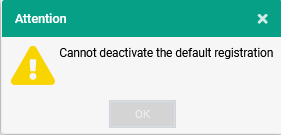 Attention
Cannot deactivate the default registration
OK